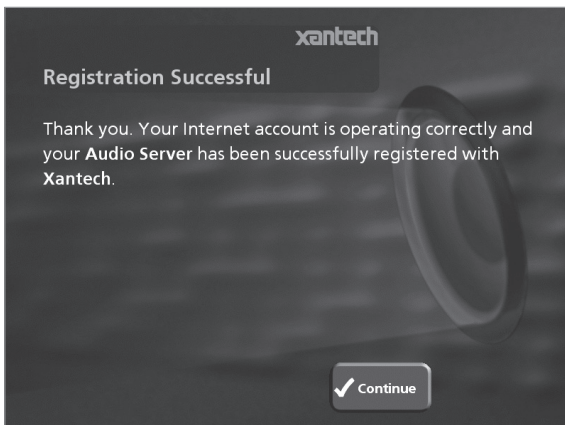 xantech
Registration Successful
Thank you. Your Internet account is operating correctly and
your Audio Server has been successfully registered with
Xantech.
Continue